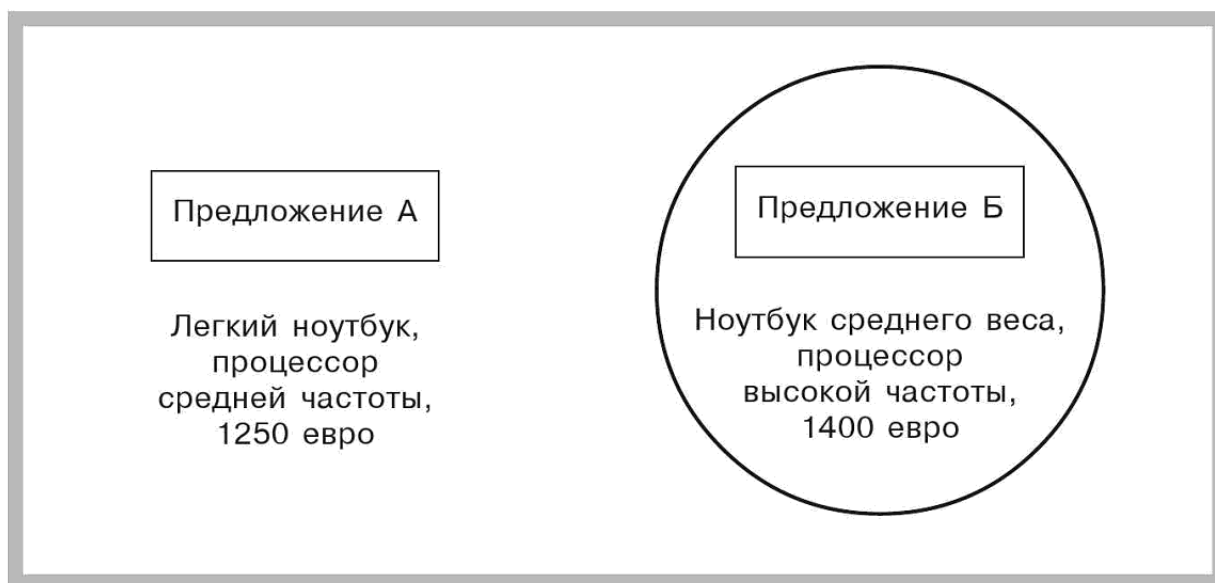 Предложение А
Легкий ноутбук,
процессор
средней частоты,
1250 евро
Предложение Б
Ноутбук среднего веса,
процессор
высокой частоты,
1400 евро